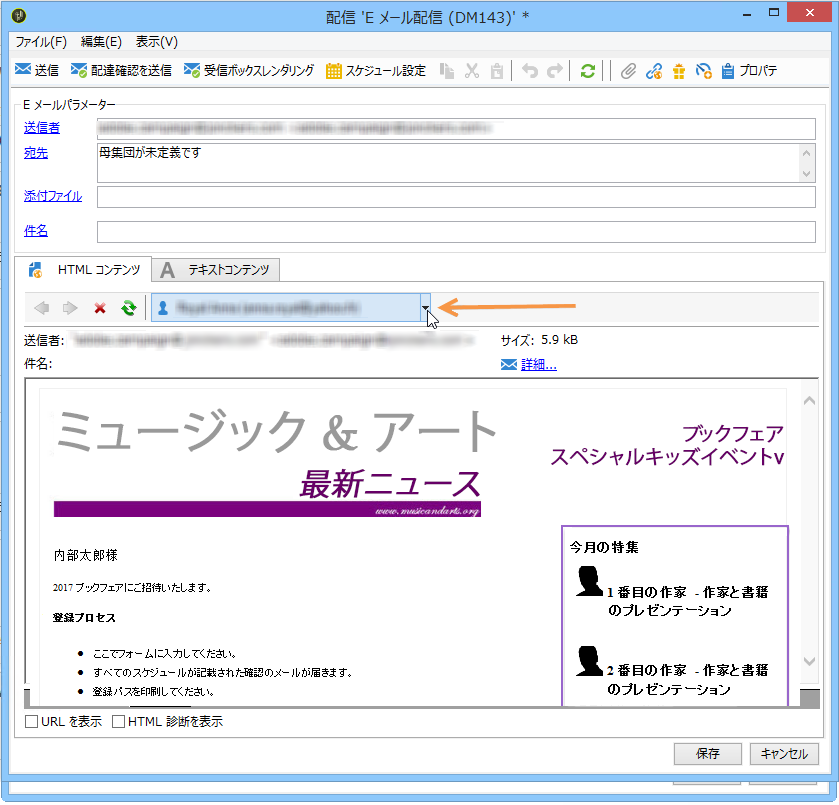 配信 'E メール配信 (DM143)' *
ファイル(F) 編集(E) 表示(V)
送信 配達確認を送信 受信ボックスレンダリング スケジュール設定 プロパテ
E メールパラメーター
送信者
宛先 母集団が未定義です
添付ファイル
件名
HTML コンテンツ A テキストコンテンツ
送信者: サイズ: 5.9 kB
件名: 詳細...
ミュージック & アート
最新ニュース
www.musicandarts.org
ブックフェア
スペシャルキッズイベントv
内部太郎様
2017 ブックフェアにご招待いたします。
登録プロセス
• ここでフォームに入力してください。
• すべてのスケジュールが記載された確認のメールが届きます。
• 登録パスを印刷してください。
今月の特集
1 番目の作家 - 作家と書籍
のプレゼンテーション
2 番目の作家 - 作家と書籍
のプレゼンテーション
URL を表示 HTML 診断を表示
保存 キャンセル